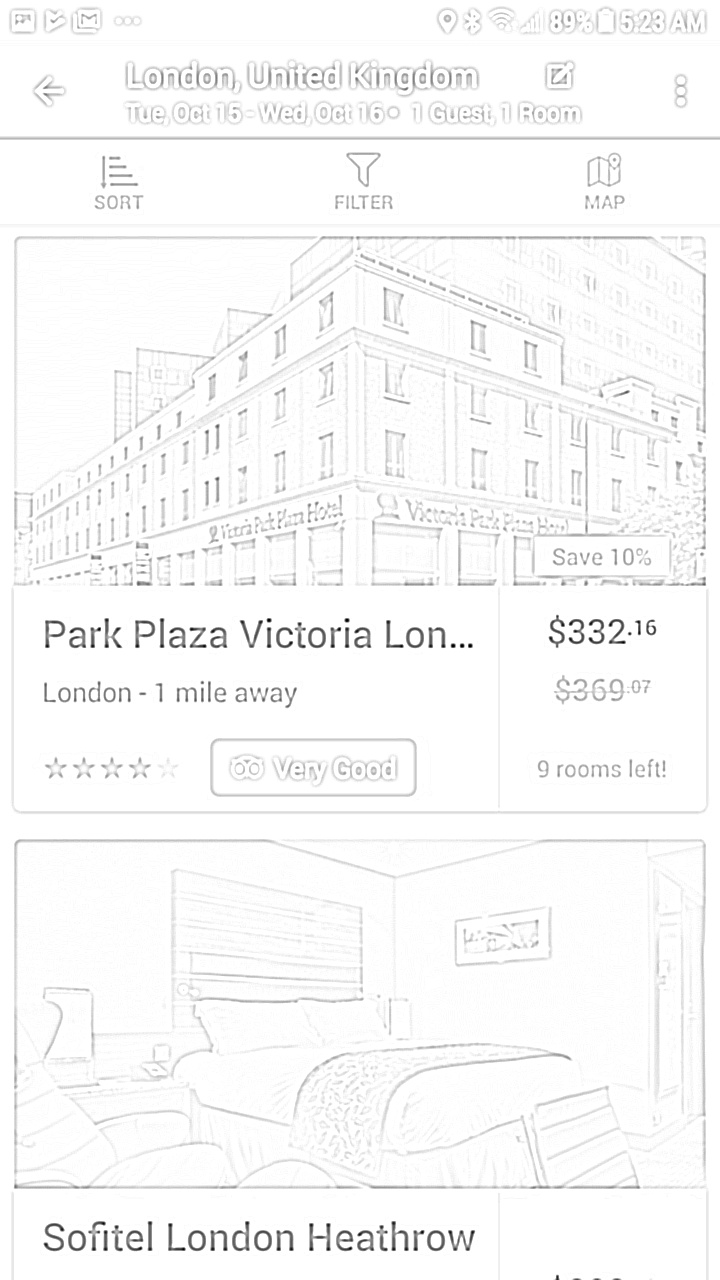 89% 5:23 AM
London, United Kingdom
Tue, Oct 15 - Wed, Oct 16 • 1 Guest, 1 Room
SORT FILTER MAP
Victoria Park Plaza Hotel Victoria Park Plaza Hotel
Save 10%
Park Plaza Victoria Lon... $332.16
London - 1 mile away $369.07
Very Good 9 rooms left!
Sofitel London Heathrow